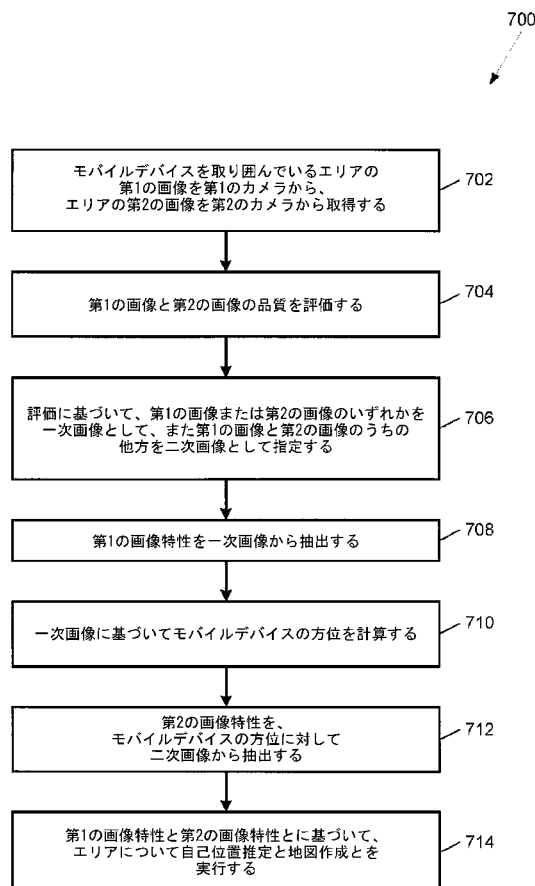 700
モバイルデバイスを取り囲んでいるエリアの
第1の画像を第1のカメラから、
エリアの第2の画像を第2のカメラから取得する
702
第1の画像と第2の画像の品質を評価する
704
評価に基づいて、第1の画像または第2の画像のいずれかを
一次画像として、また第1の画像と第2の画像のうちの
他方を二次画像として指定する
706
第1の画像特性を一次画像から抽出する
708
一次画像に基づいてモバイルデバイスの方位を計算する
710
第2の画像特性を、
モバイルデバイスの方位に対して
二次画像から抽出する
712
第1の画像特性と第2の画像特性とに基づいて、
エリアについて自己位置推定と地図作成とを
実行する
714